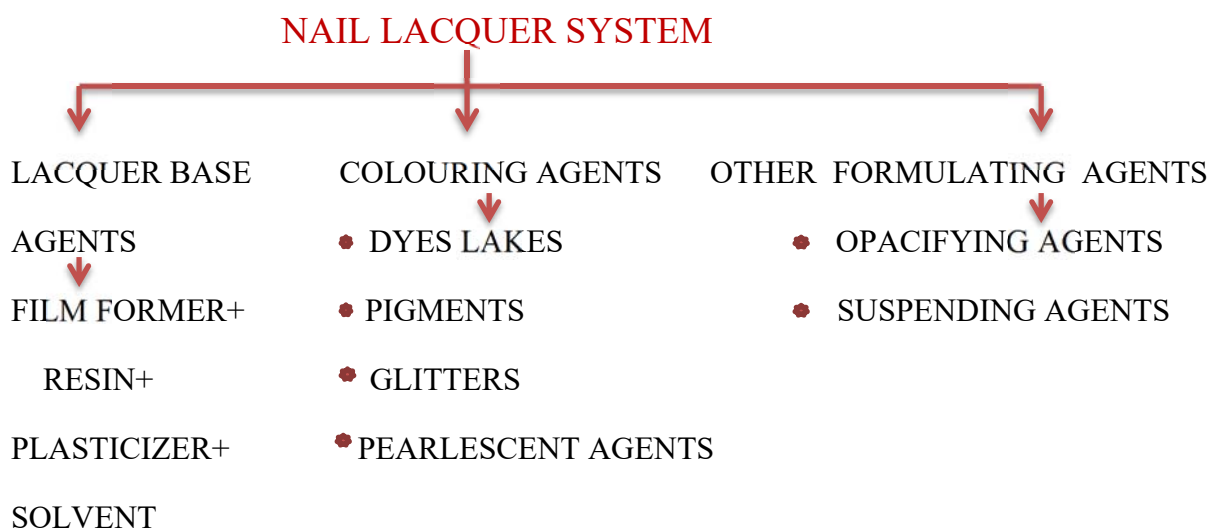 NAIL LACQUER SYSTEM
LACQUER BASE
AGENTS
FILM FORMER+
RESIN+
PLASTICIZER+
SOLVENT
COLOURING AGENTS
DYES LAKES
PIGMENTS
GLITTERS
PEARLESCENT AGENTS
OTHER FORMULATING AGENTS
OPACIFYING AGENTS
SUSPENDING AGENTS